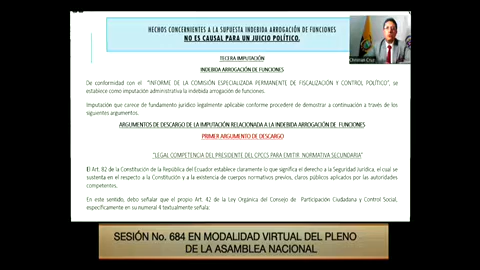 HECHOS CONCERNIENTES A LA SUPUESTA INDEBIDA ARROGACIÓN DE FUNCIONES
NO ES CAUSAL PARA UN JUICIO POLÍTICO.
Christian Cruz
TECERA IMPUTACIÓN
INDEBIDA ARROGACIÓN DE FUNCIONES
De conformidad con el "INFORME DE LA COMISIÓN ESPECIALIZADA PERMANENTE DE FISCALIZACIÓN Y CONTROL POLÍTICO", se
establece como imputación administrativa la indebida arrogación de funciones.
Imputación que carece de fundamento jurídico legalmente aplicable conforme procederé de demostrar a continuación a través de los
siguientes argumentos.
ARGUMENTOS DE DESCARGO DE LA IMPUTACIÓN RELACIONADA A LA INDEBIDA ARROGACIÓN DE FUNCIONES
PRIMER ARGUMENTO DE DESCARGO
"LEGAL COMPETENCIA DEL PRESIDENTE DEL CPCCS PARA EMITIR NORMATIVA SECUNDARIA"
El Art. 82 de la Constitución de la República del Ecuador establece claramente lo que significa el derecho a la Seguridad Jurídica, el cual
se sustenta en el respecto a la Constitución y a la existencia de cuerpos normativos previos, claros públicos aplicados por las autoridades
competentes.
En este sentido, debo señalar que el propio Art. 42 de la Ley Orgánica del Consejo de Participación Ciudadana y Control Social,
específicamente en su numeral 4 textualmente señala:
SESIÓN No. 684 EN MODALIDAD VIRTUAL DEL PLENO
DE LA ASAMBLEA NACIONAL